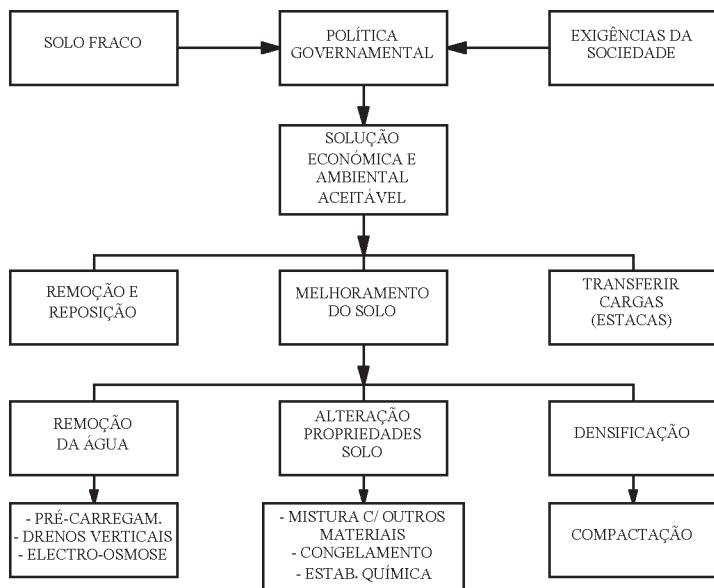 SOLO FRACO
POLÍTICA
GOVERNAMENTAL
EXIGÊNCIAS DA
SOCIEDADE
SOLUÇÃO
ECONÓMICA E
AMBIENTAL
ACEITÁVEL
REMOÇÃO E
REPOSIÇÃO
MELHORAMENTO
DO SOLO
TRANSFERIR
CARGAS
(ESTACAS)
REMOÇÃO
DA ÁGUA
ALTERAÇÃO
PROPRIEDADES
SOLO
DENSIFICAÇÃO
- PRÉ-CARREGAM.
- DRENOS VERTICAIS
- ELECTRO-OSMOSE
- MISTURA C/ OUTROS
MATERIAIS
- CONGELAMENTO
- ESTAB. QUÍMICA
COMPACTAÇÃO